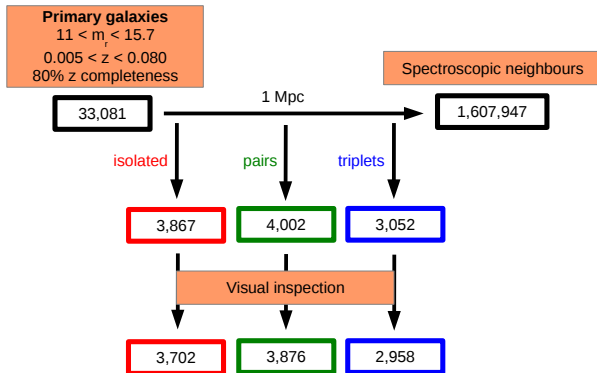 Primary galaxies
11 < m_r < 15.7
0.005 < z < 0.080
80% z completeness
Spectroscopic neighbours
33,081
1 Mpc
1,607,947
isolated
pairs
triplets
3,867
4,002
3,052
Visual inspection
3,702
3,876
2,958